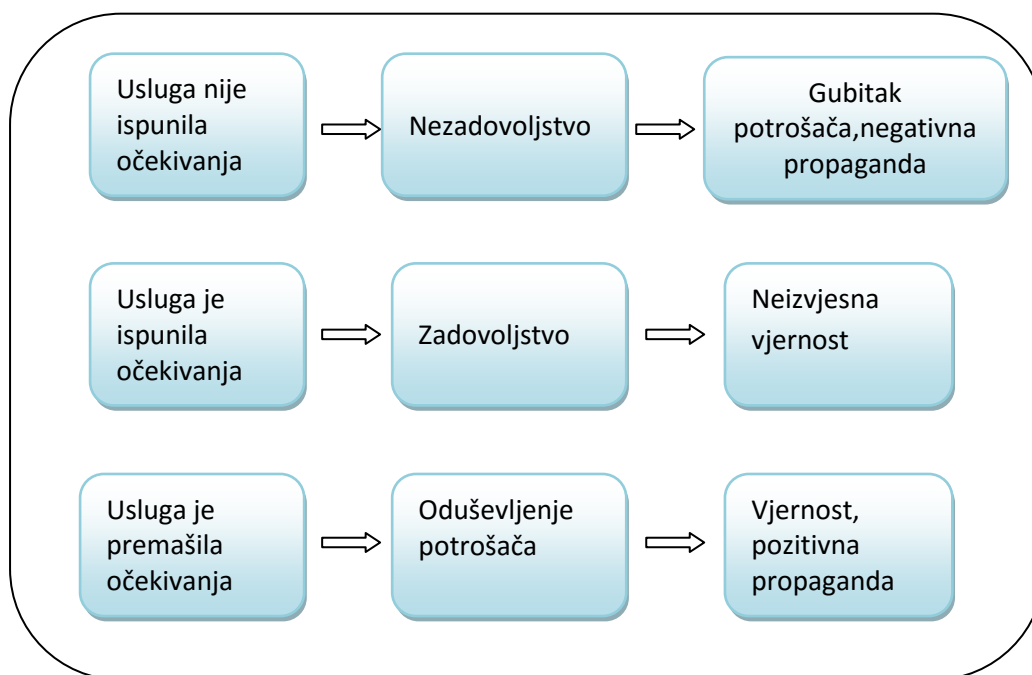 Usluga nije
ispunila
očekivanja
Nezadovoljstvo
Gubitak
potrošača,negativna
propaganda
Usluga je
ispunila
očekivanja
Zadovoljstvo
Neizvjesna
vjernost
Usluga je
premašila
očekivanja
Oduševljenje
potrošača
Vjernost,
pozitivna
propaganda